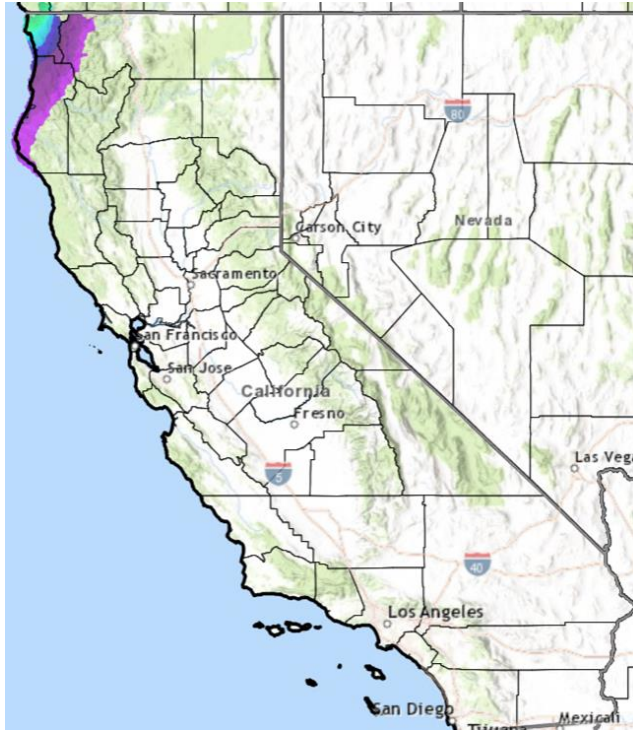 80
Nevada
Carson City
Sacramento
San Francisco
San Jose
California
Fresno
5
Las Vega
40
Los Angeles
San Diego
Mexicali
Tijuana